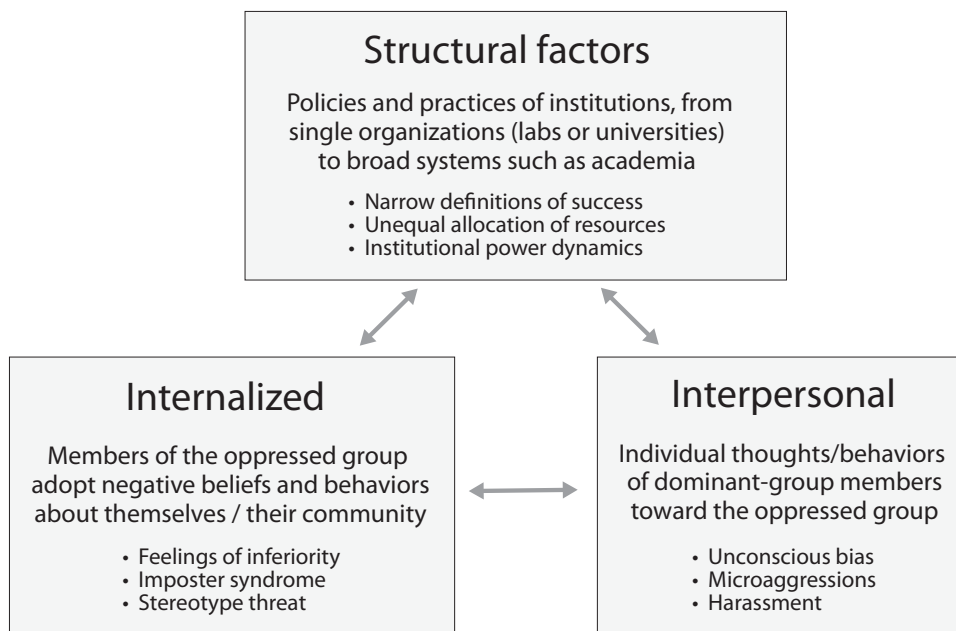 Structural factors
Policies and practices of institutions, from
single organizations (labs or universities)
to broad systems such as academia
• Narrow definitions of success
• Unequal allocation of resources
• Institutional power dynamics
Internalized
Members of the oppressed group
adopt negative beliefs and behaviors
about themselves / their community
• Feelings of inferiority
• Imposter syndrome
• Stereotype threat
Interpersonal
Individual thoughts/behaviors
of dominant-group members
toward the oppressed group
• Unconscious bias
• Microaggressions
• Harassment